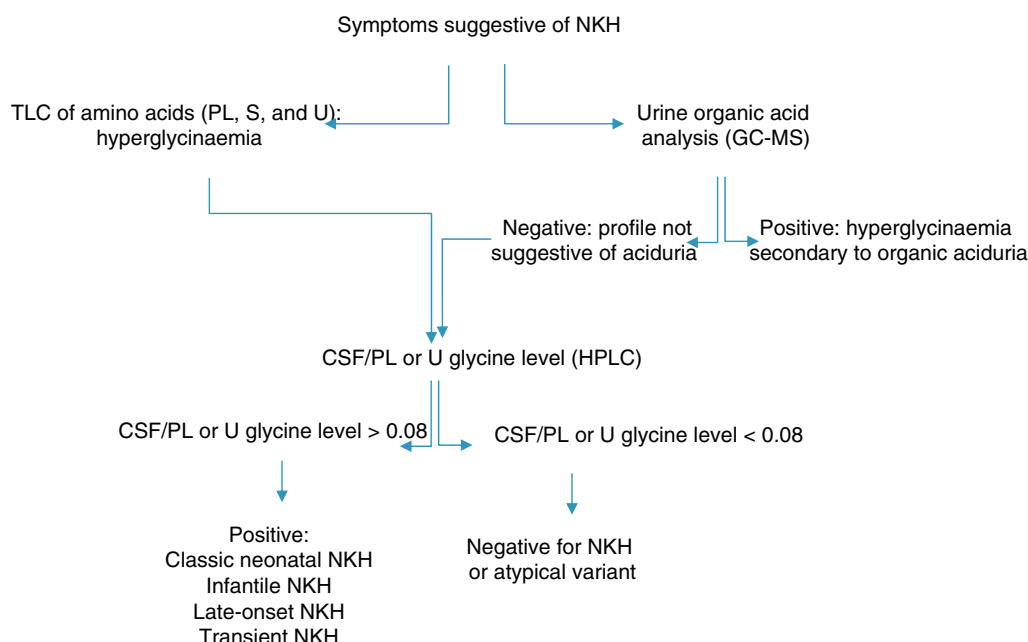 Symptoms suggestive of NKH
TLC of amino acids (PL, S, and U):
hyperglycinaemia
Urine organic acid
analysis (GC-MS)
Negative: profile not
suggestive of aciduria
Positive: hyperglycinaemia
secondary to organic aciduria
CSF/PL or U glycine level (HPLC)
CSF/PL or U glycine level > 0.08
CSF/PL or U glycine level < 0.08
Positive:
Classic neonatal NKH
Infantile NKH
Late-onset NKH
Transient NKH
Negative for NKH
or atypical variant